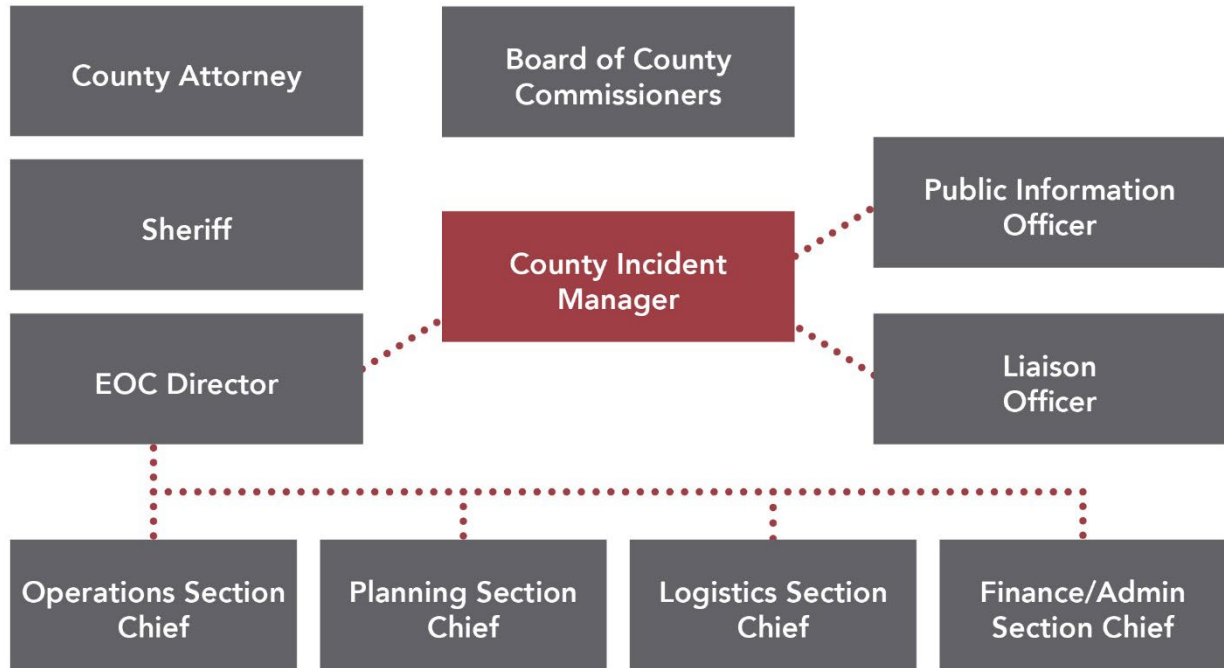 County Attorney
Board of County
Commissioners
Sheriff
Public Information
Officer
County Incident
Manager
EOC Director
Liaison
Officer
Operations Section
Chief
Planning Section
Chief
Logistics Section
Chief
Finance/Admin
Section Chief